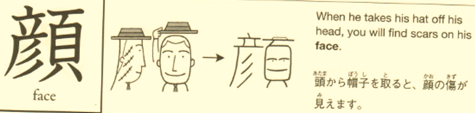 顔
face
顔
When he takes his hat off his
head, you will find scars on his
face.
頭から帽子を取ると、顔の傷が
見えます。